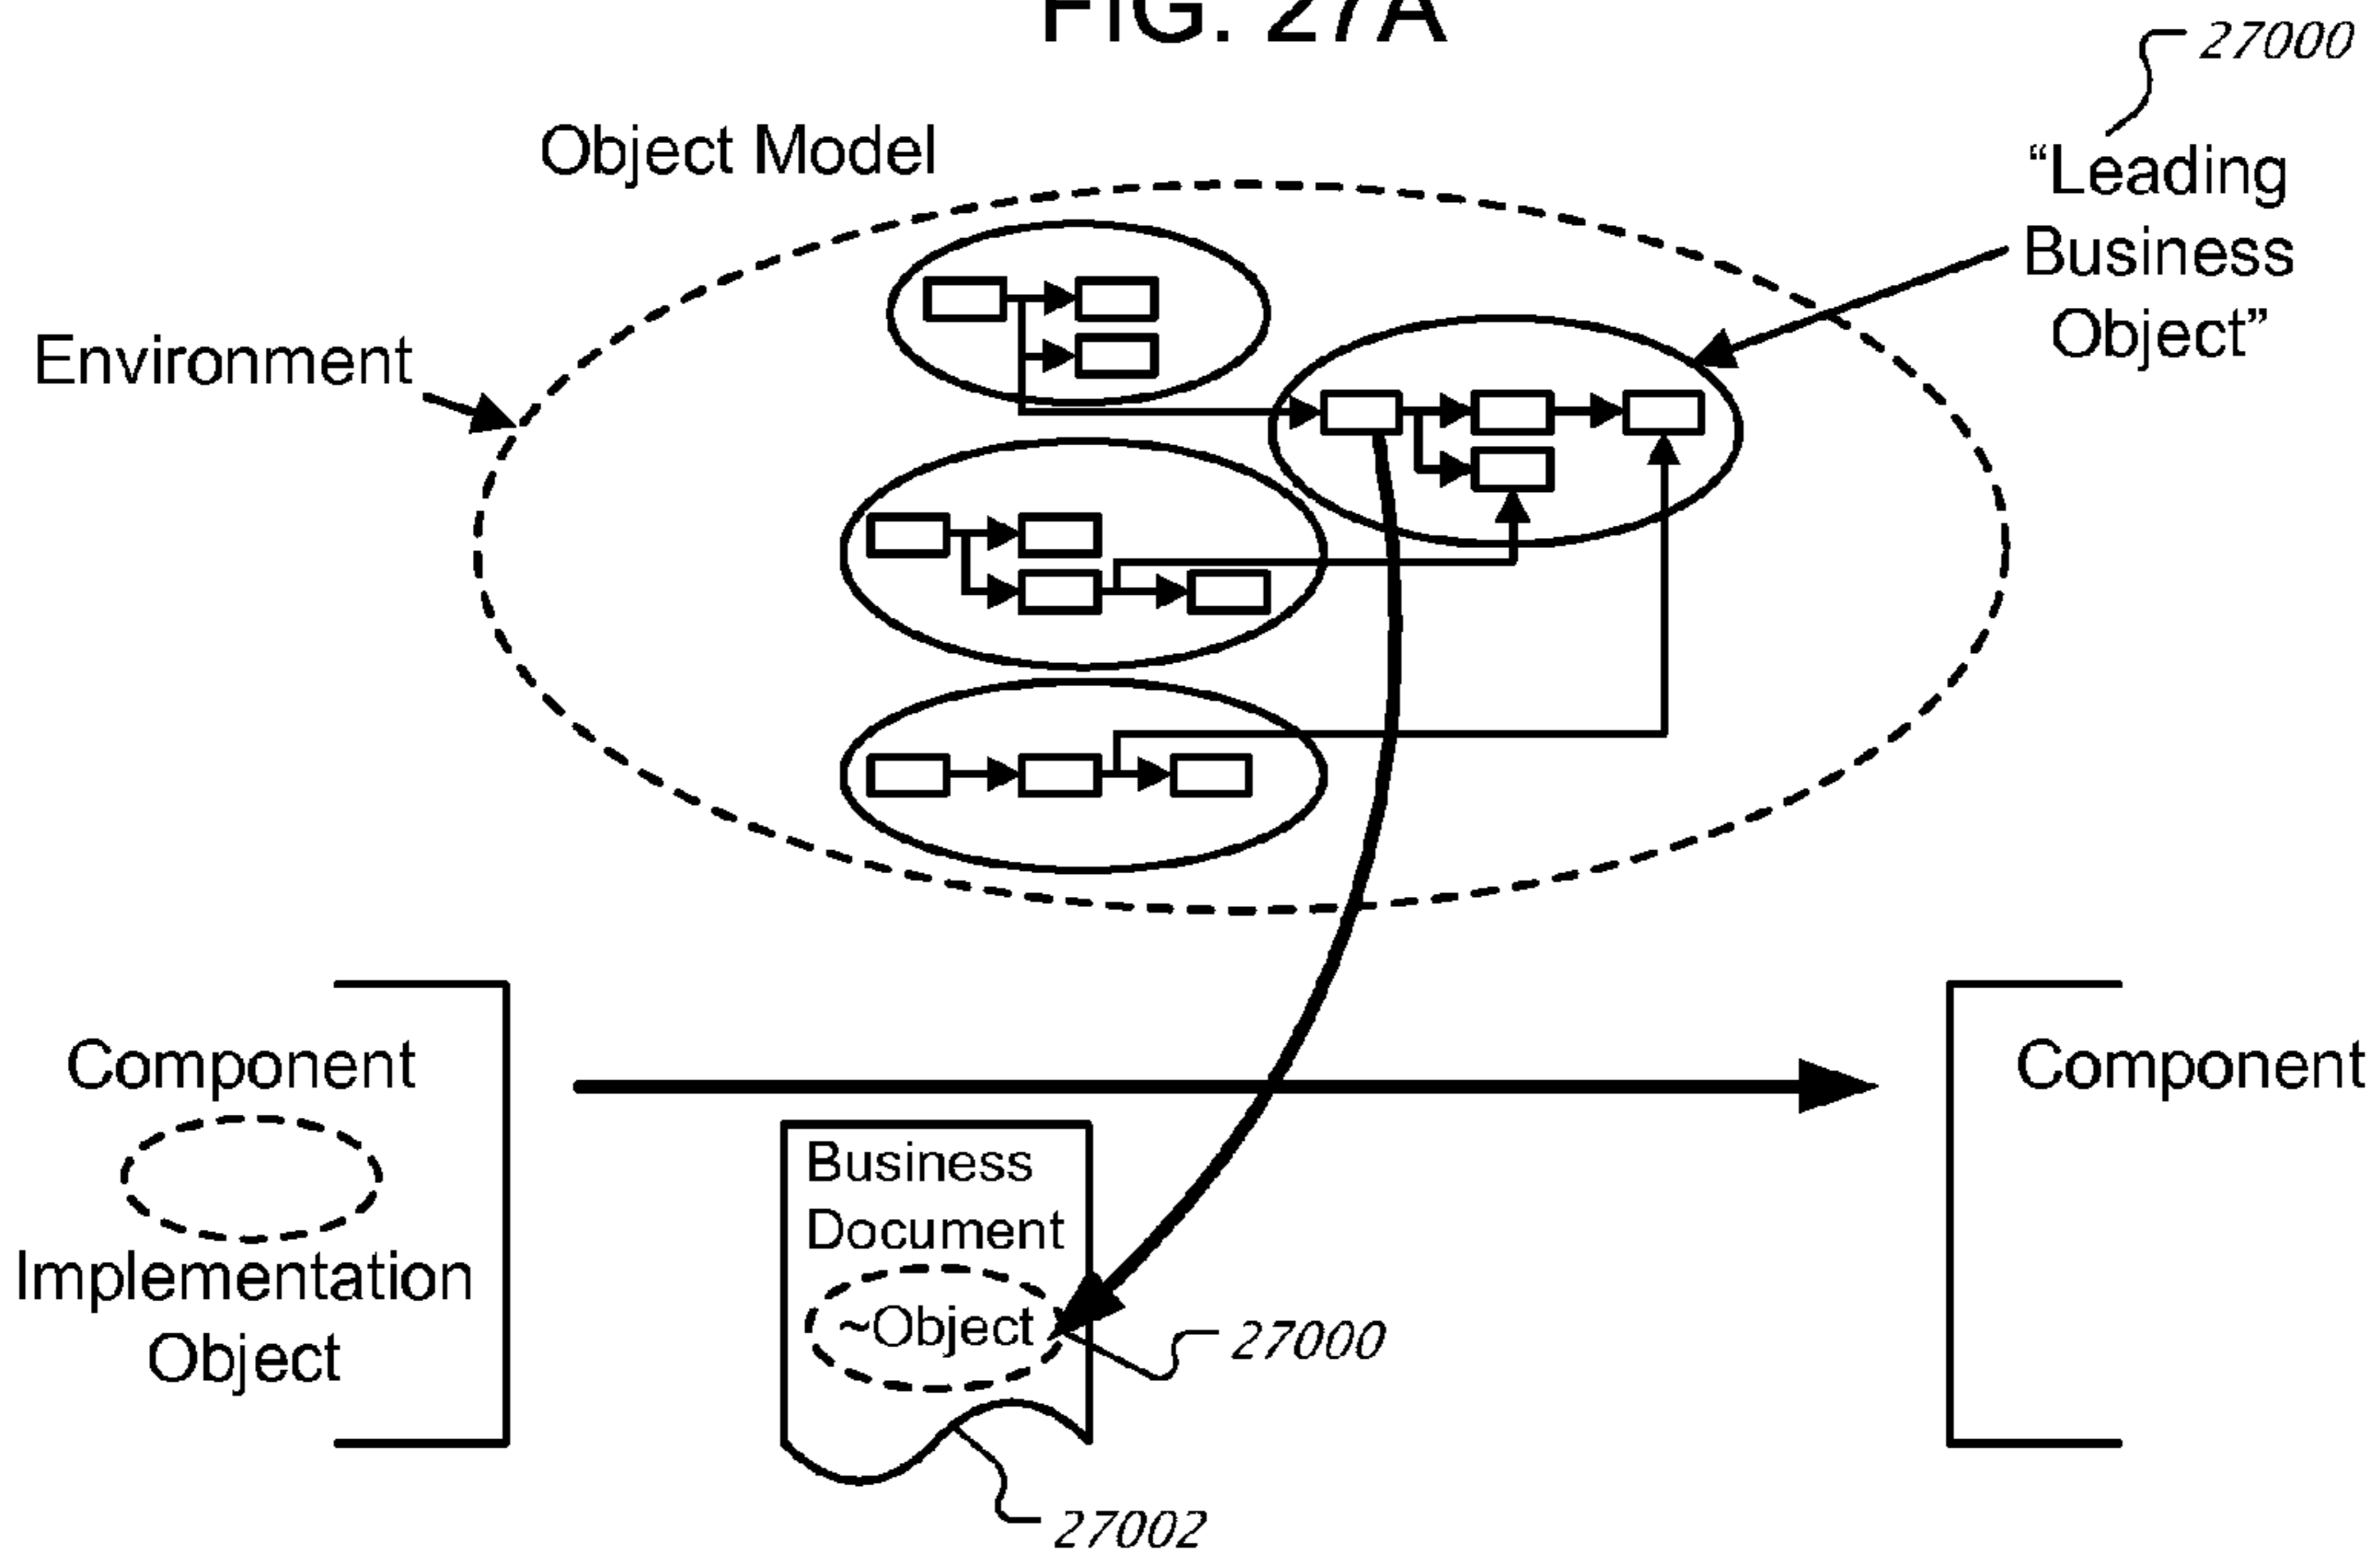 FIG. 27A
27000
Object Model
“Leading
Business
Object”
Environment
Component
Implementation
Object
Component
Business
Document
~Object
27000
27002